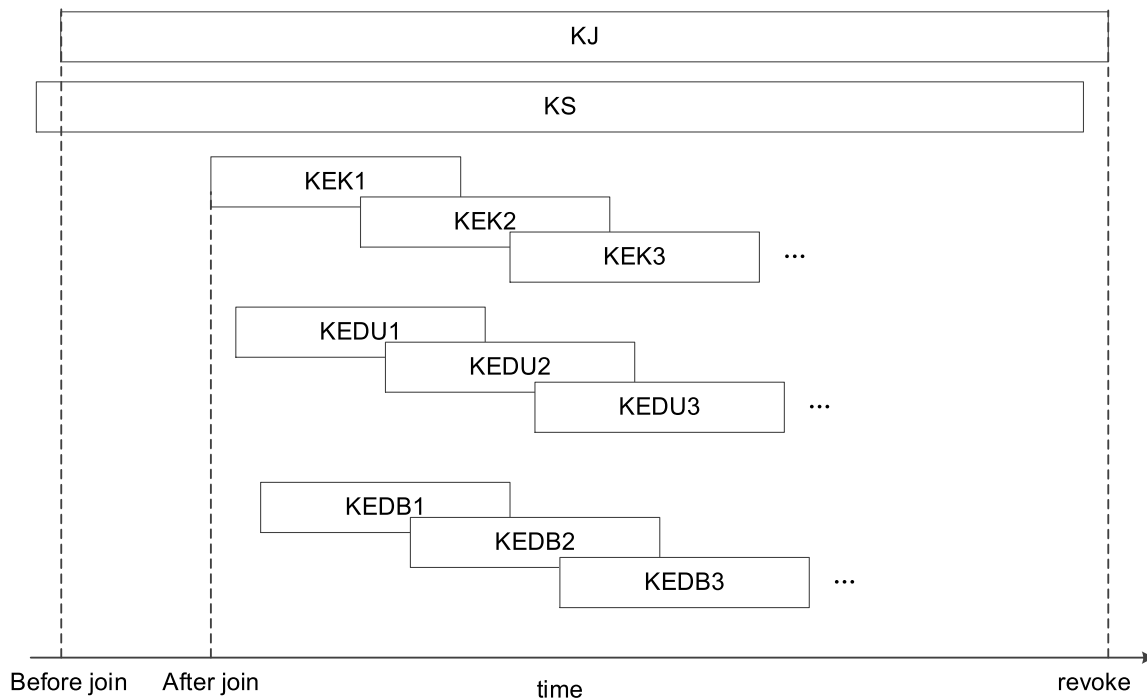 KJ
KS
KEK1
KEK2
KEK3
...
KEDU1
KEDU2
KEDU3
...
KEDB1
KEDB2
KEDB3
...
Before join
After join
time
revoke